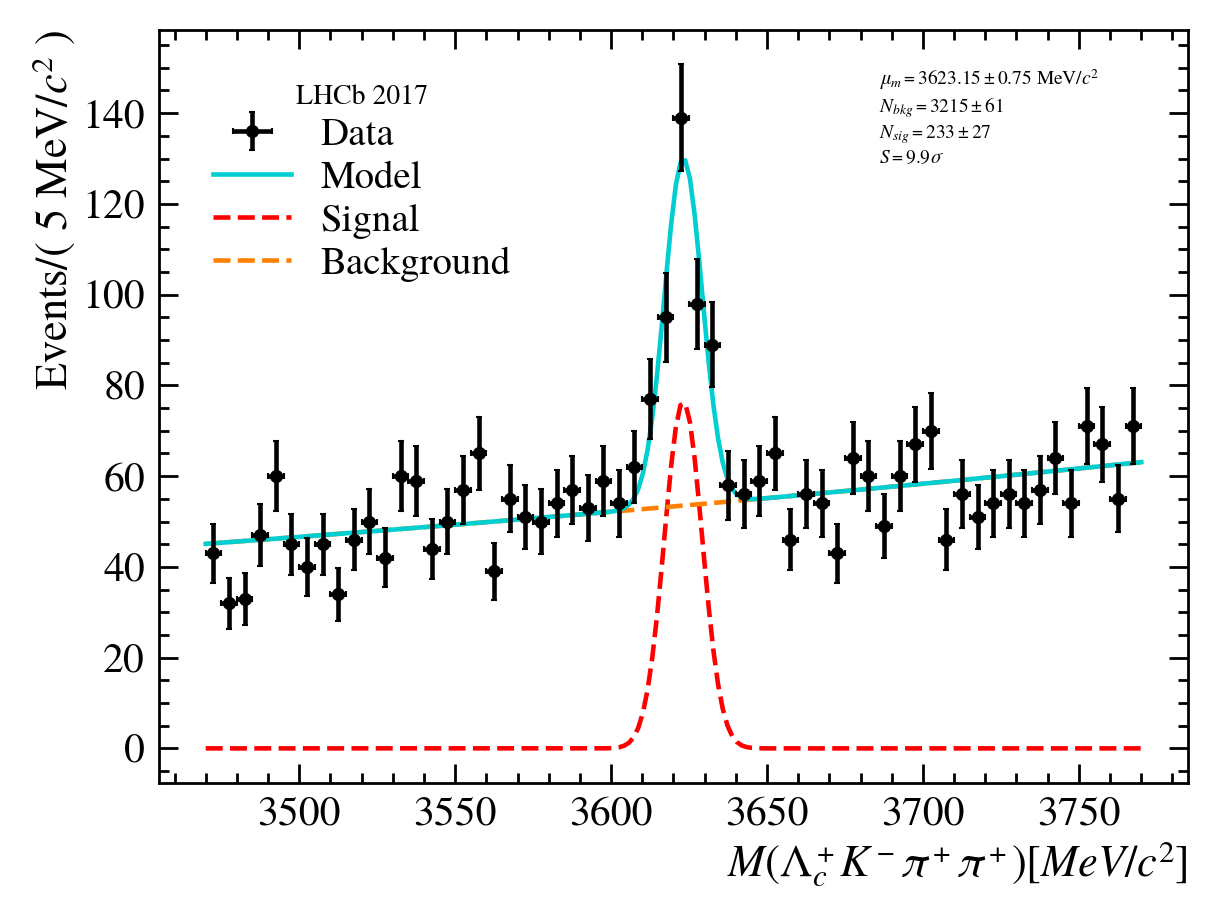 Events/( 5 MeV/c² )
140
120
100
80
60
40
20
0
LHCb 2017
Data
Model
Signal
Background
μₘ = 3623.15 ± 0.75 MeV/c²
N_bkg = 3215 ± 61
N_sig = 233 ± 27
S = 9.9σ
3500 3550 3600 3650 3700 3750
M(Λ_c⁺K⁻π⁺π⁺)[MeV/c²]